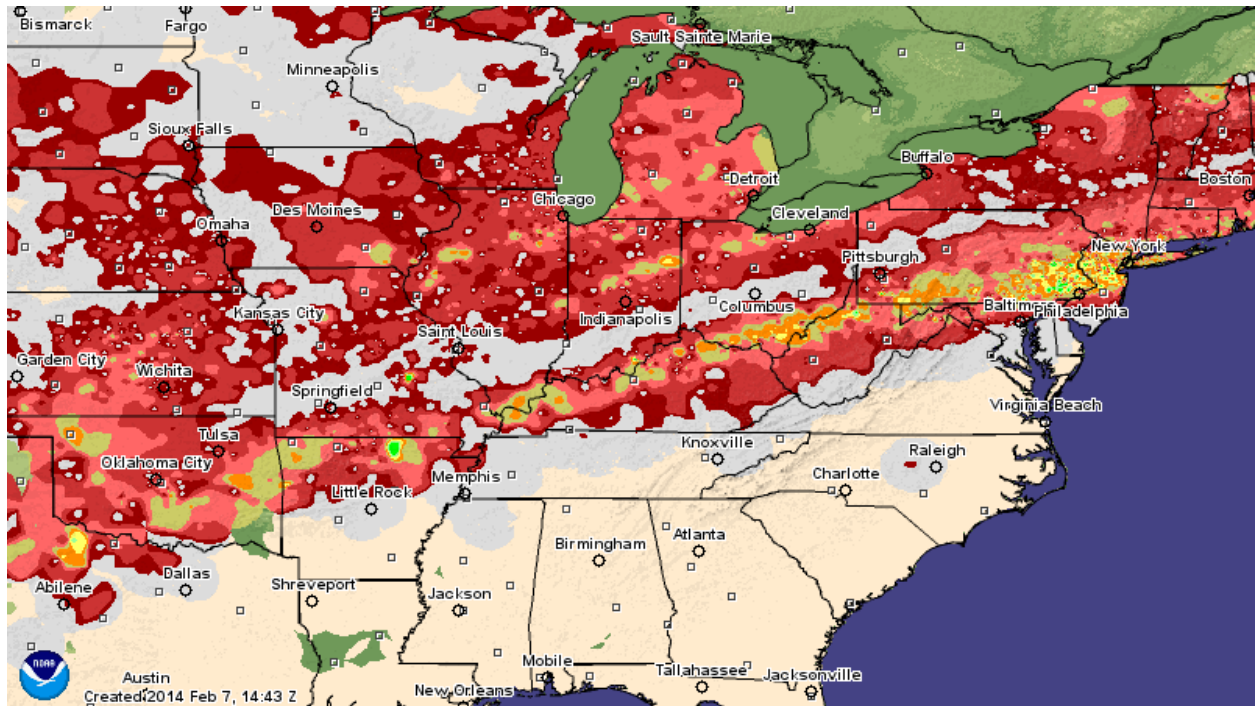 Bismarck
Fargo
Sault Sainte Marie
Minneapolis
Sioux Falls
Buffalo
Detroit
Boston
Chicago
Des Moines
Cleveland
Omaha
New York
Pittsburgh
Columbus
Baltimore
Philadelphia
Kansas City
Indianapolis
Saint Louis
Garden City
Wichita
Springfield
Virginia Beach
Tulsa
Knoxville
Raleigh
Oklahoma City
Charlotte
Memphis
Little Rock
Atlanta
Birmingham
Dallas
Shreveport
Abilene
Jackson
Mobile
Tallahassee
Jacksonville
NOAA
Austin
New Orleans
Created 2014 Feb 7, 14:43 Z